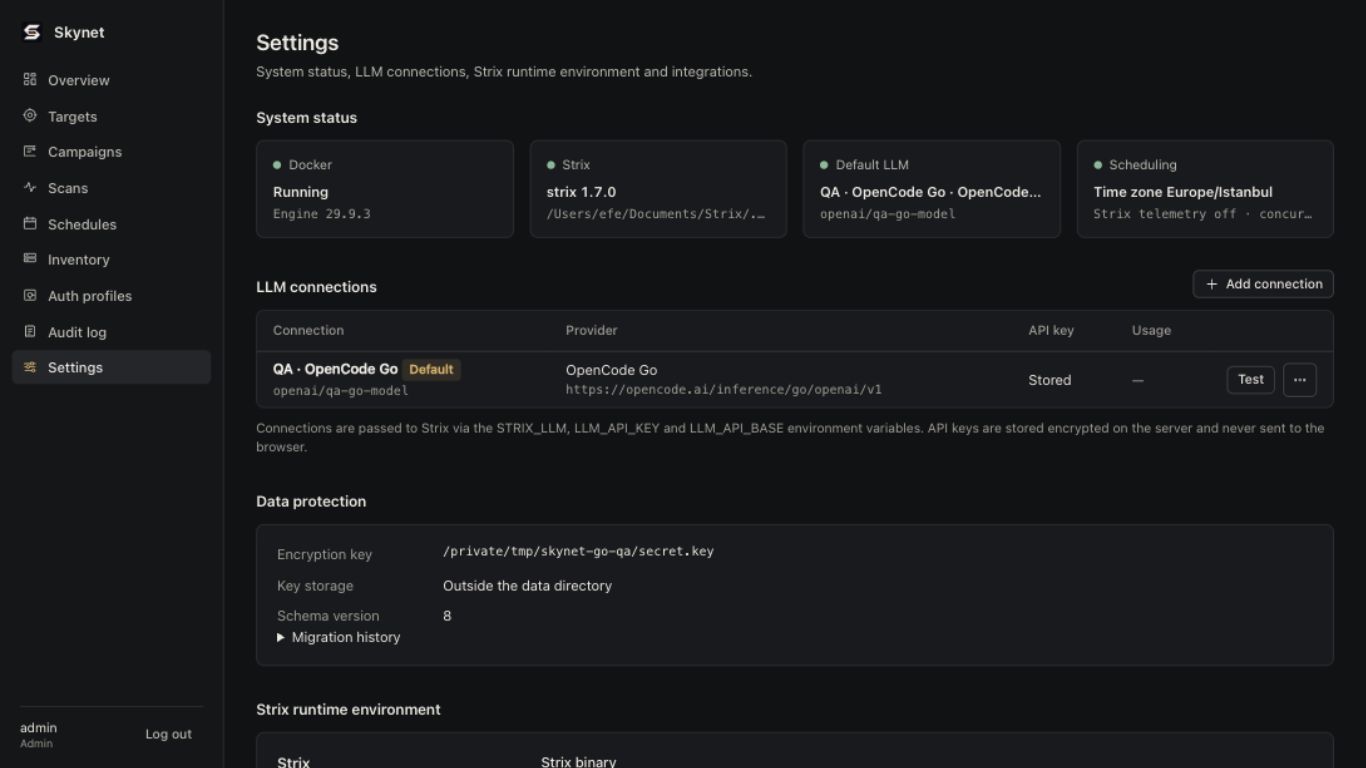 Skynet
Overview
Targets
Campaigns
Scans
Schedules
Inventory
Auth profiles
Audit log
Settings
admin
Admin
Log out
Settings
System status, LLM connections, Strix runtime environment and integrations.
System status
Docker
Running
Engine 29.9.3
Strix
strix 1.7.0
/Users/efe/Documents/Strix/.…
Default LLM
QA · OpenCode Go · OpenCode…
openai/qa-go-model
Scheduling
Time zone Europe/Istanbul
Strix telemetry off · concur…
LLM connections
+ Add connection
Connection Provider API key Usage
QA · OpenCode Go Default
openai/qa-go-model
OpenCode Go
https://opencode.ai/inference/go/openai/v1
Stored
—
Test
···
Connections are passed to Strix via the STRIX_LLM, LLM_API_KEY and LLM_API_BASE environment variables. API keys are stored encrypted on the server and never sent to the
browser.
Data protection
Encryption key /private/tmp/skynet-go-qa/secret.key
Key storage Outside the data directory
Schema version 8
Migration history
Strix runtime environment
Strix Strix binary